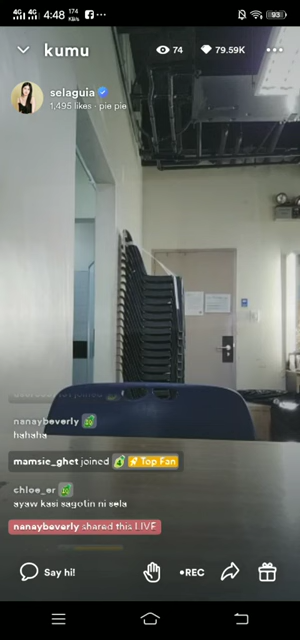 4G 4G 4:48 174 KB/s 93
kumu 74 79.59K
selaguia
1,495 likes · pie pie
nanaybeverly
hahaha
mamsie_ghet joined Top Fan
chloe_er
ayaw kasi sagotin ni sela
nanaybeverly shared this LIVE
Say hi! •REC